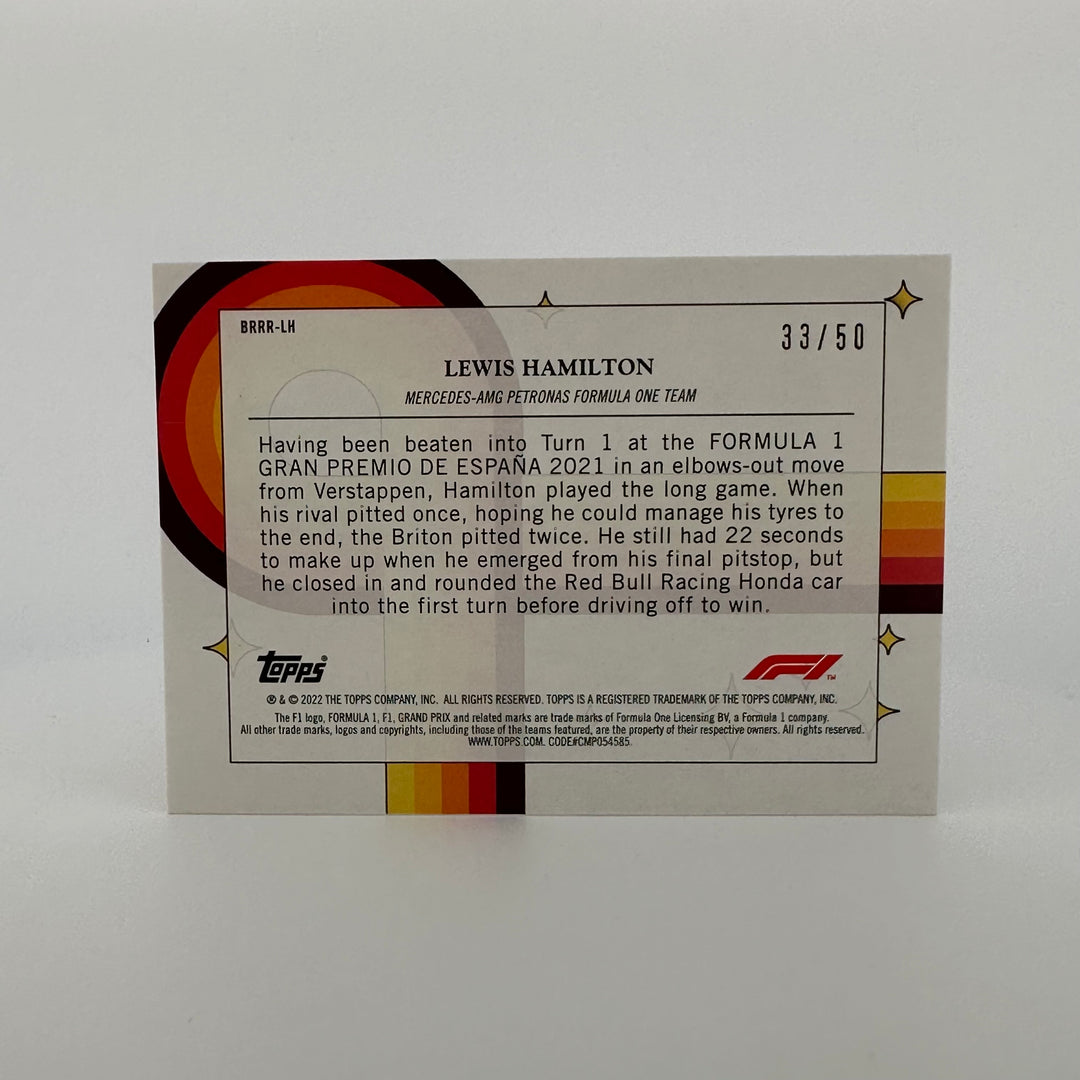 BRRR-LH
33/50
LEWIS HAMILTON
MERCEDES-AMG PETRONAS FORMULA ONE TEAM
Having been beaten into Turn 1 at the FORMULA 1
GRAN PREMIO DE ESPAÑA 2021 in an elbows-out move
from Verstappen, Hamilton played the long game. When
his rival pitted once, hoping he could manage his tyres to
the end, the Briton pitted twice. He still had 22 seconds
to make up when he emerged from his final pitstop, but
he closed in and rounded the Red Bull Racing Honda car
into the first turn before driving off to win.
topps®
F1 TM
® & © 2022 THE TOPPS COMPANY, INC. ALL RIGHTS RESERVED. TOPPS IS A REGISTERED TRADEMARK OF THE TOPPS COMPANY, INC.
The F1 logo, FORMULA 1, F1, GRAND PRIX and related marks are trade marks of Formula One Licensing BV, a Formula 1 company.
All other trade marks, logos and copyrights, including those of the teams featured, are the property of their respective owners. All rights reserved.
WWW.TOPPS.COM. CODE#CMP054585.